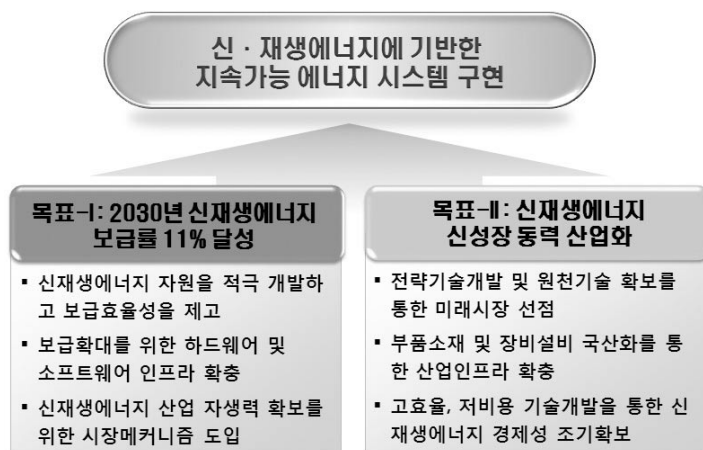 신 · 재생에너지에 기반한
지속가능 에너지 시스템 구현
목표-Ⅰ: 2030년 신재생에너지
보급률 11% 달성
▪ 신재생에너지 자원을 적극 개발하
고 보급효율성을 제고
▪ 보급확대를 위한 하드웨어 및
소프트웨어 인프라 확충
▪ 신재생에너지 산업 자생력 확보를
위한 시장메커니즘 도입
목표-Ⅱ: 신재생에너지
신성장 동력 산업화
▪ 전략기술개발 및 원천기술 확보를
통한 미래시장 선점
▪ 부품소재 및 장비설비 국산화를 통
한 산업인프라 확충
▪ 고효율, 저비용 기술개발을 통한 신
재생에너지 경제성 조기확보